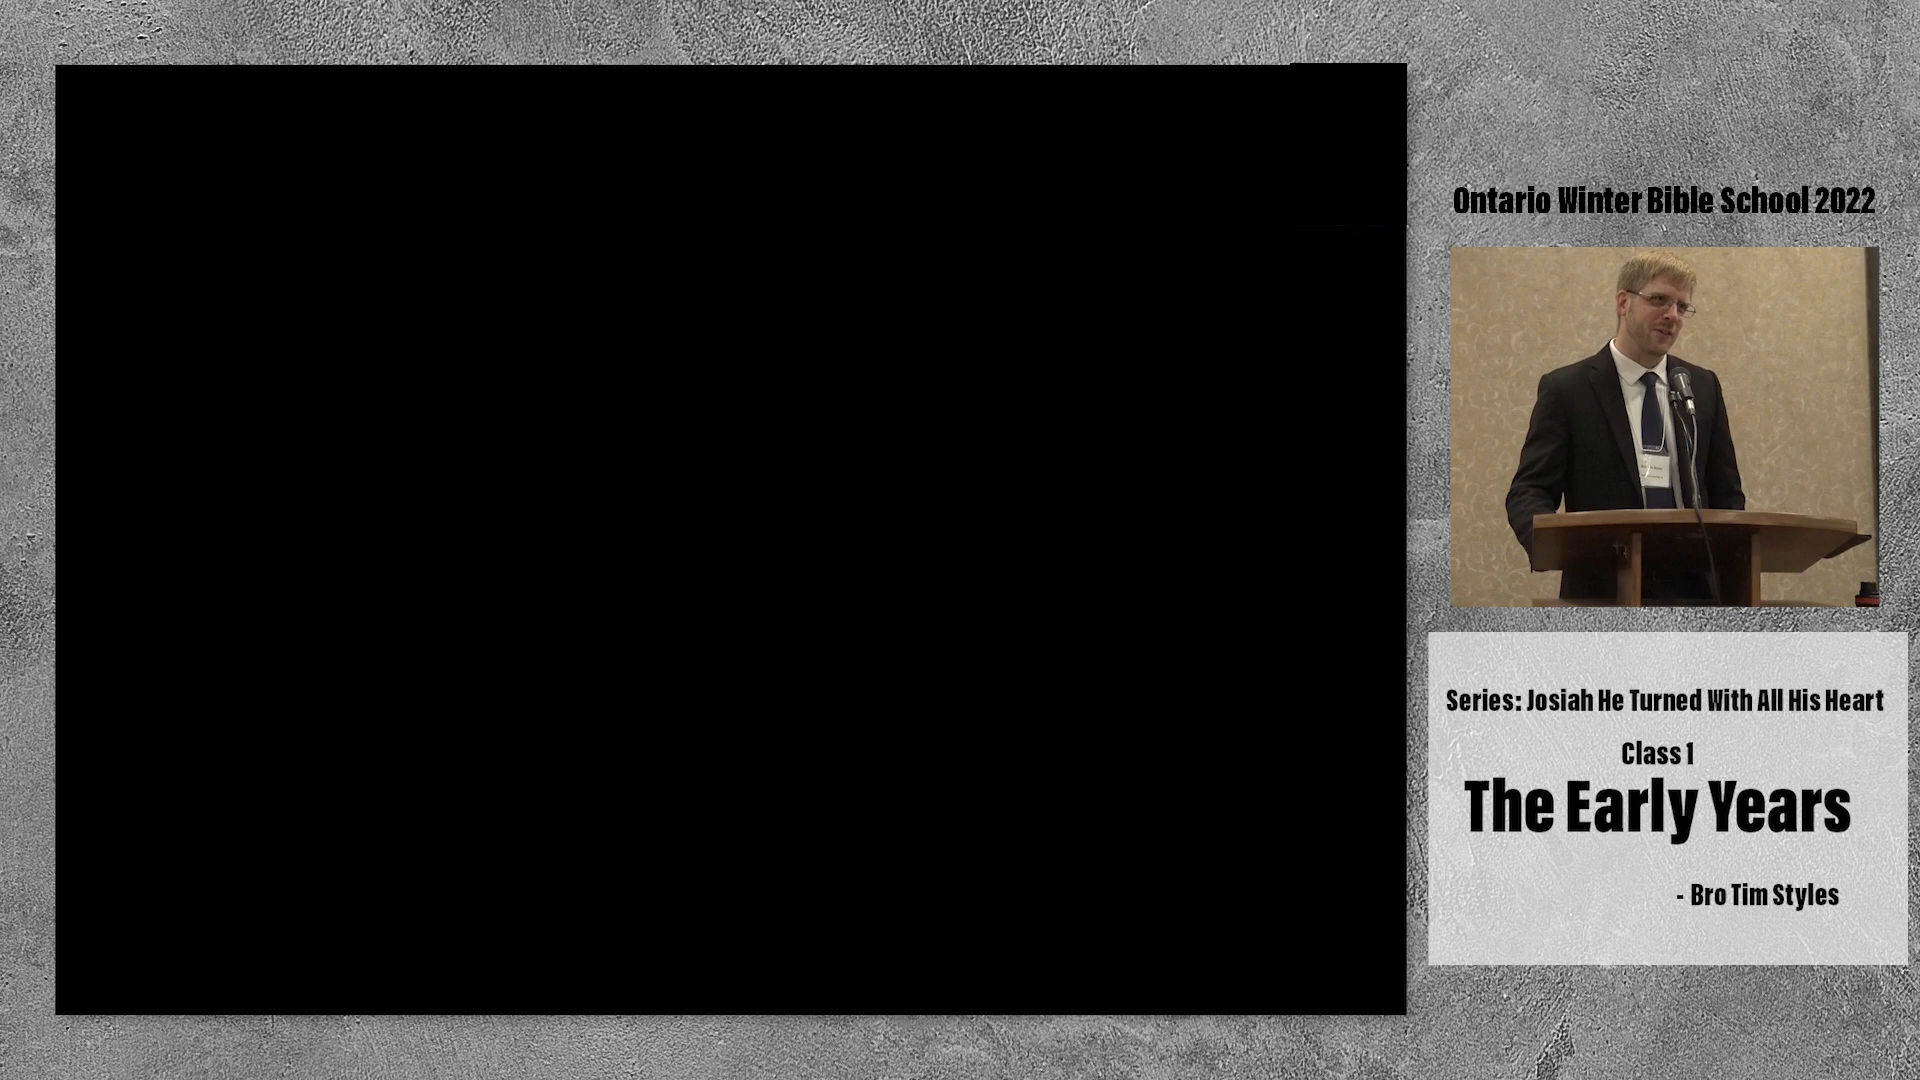 Ontario Winter Bible School 2022
Series: Josiah He Turned With All His Heart
Class 1
The Early Years
- Bro Tim Styles